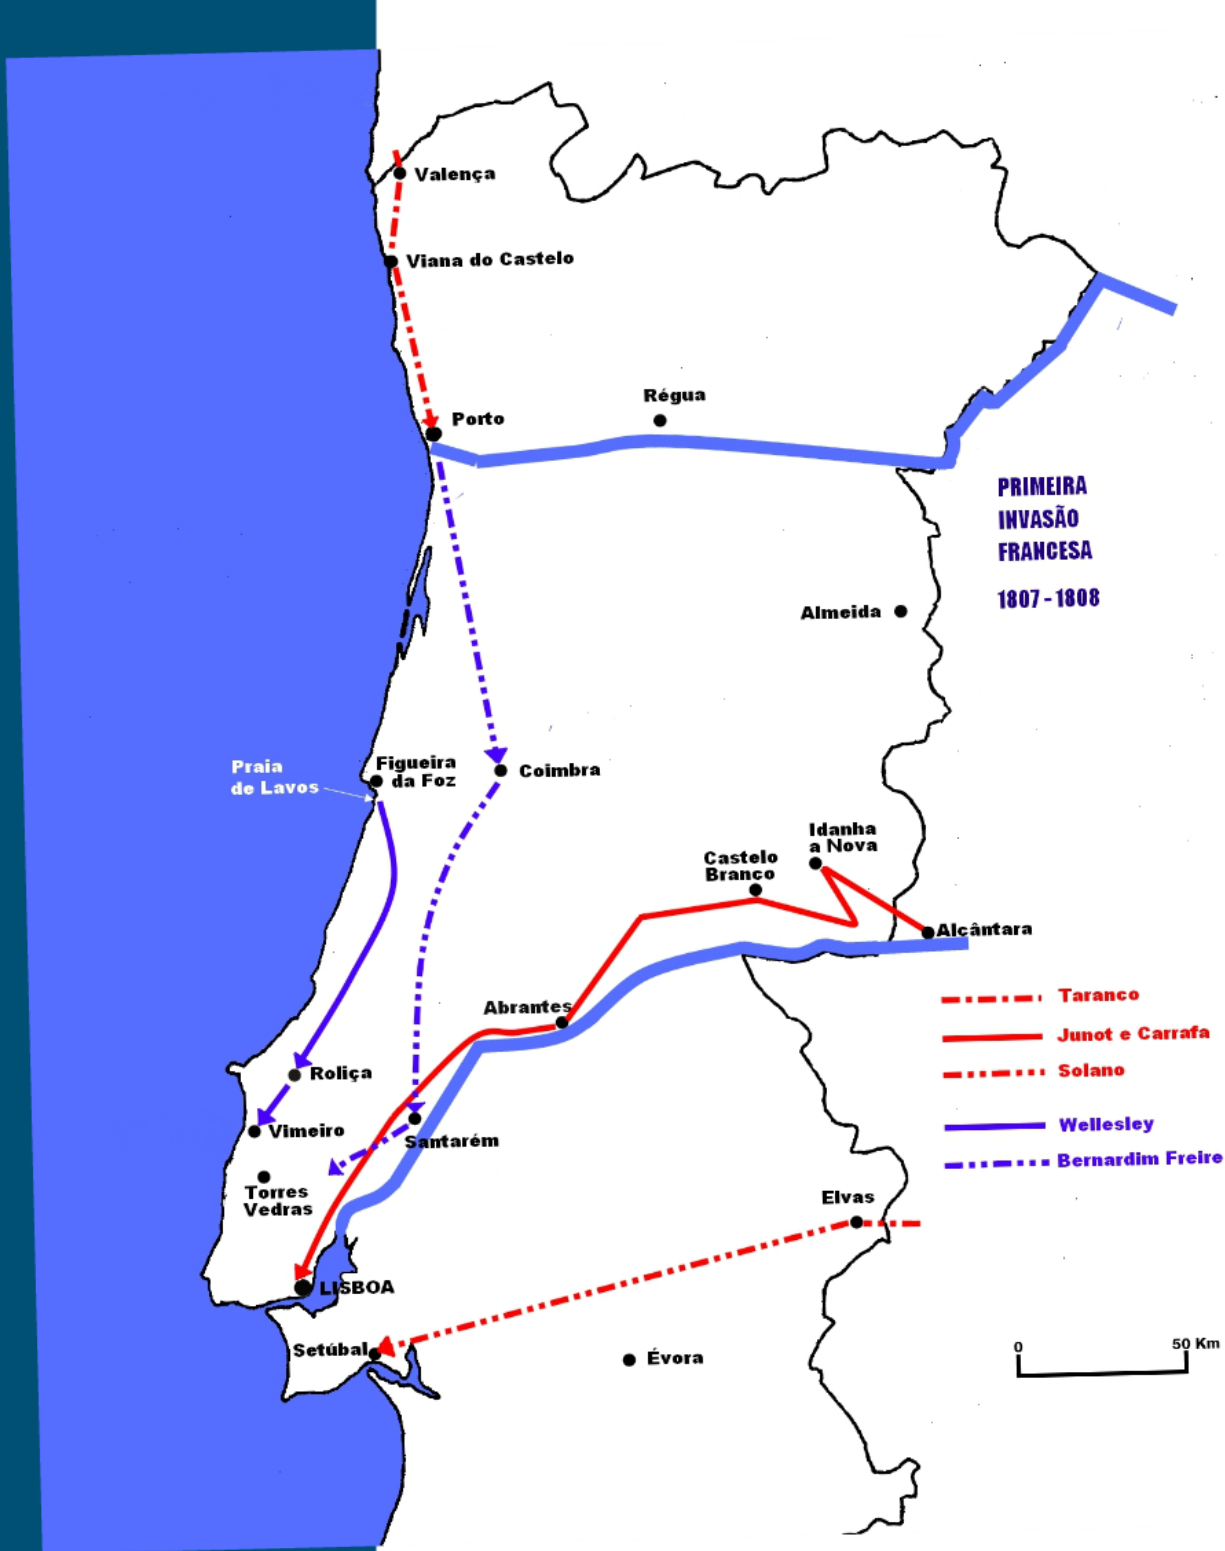 Valença
Viana do Castelo
Régua
Porto
PRIMEIRA
INVASÃO
FRANCESA
1807 - 1808
Almeida
Praia
de Lavos
Figueira
da Foz
Coimbra
Idanha
a Nova
Castelo
Branco
Alcântara
Abrantes
Taranco
Junot e Carrafa
Solano
Wellesley
Bernardim Freire
Roliça
Vimeiro
Santarém
Torres
Vedras
Elvas
LISBOA
Setúbal
Évora
0
50 Km